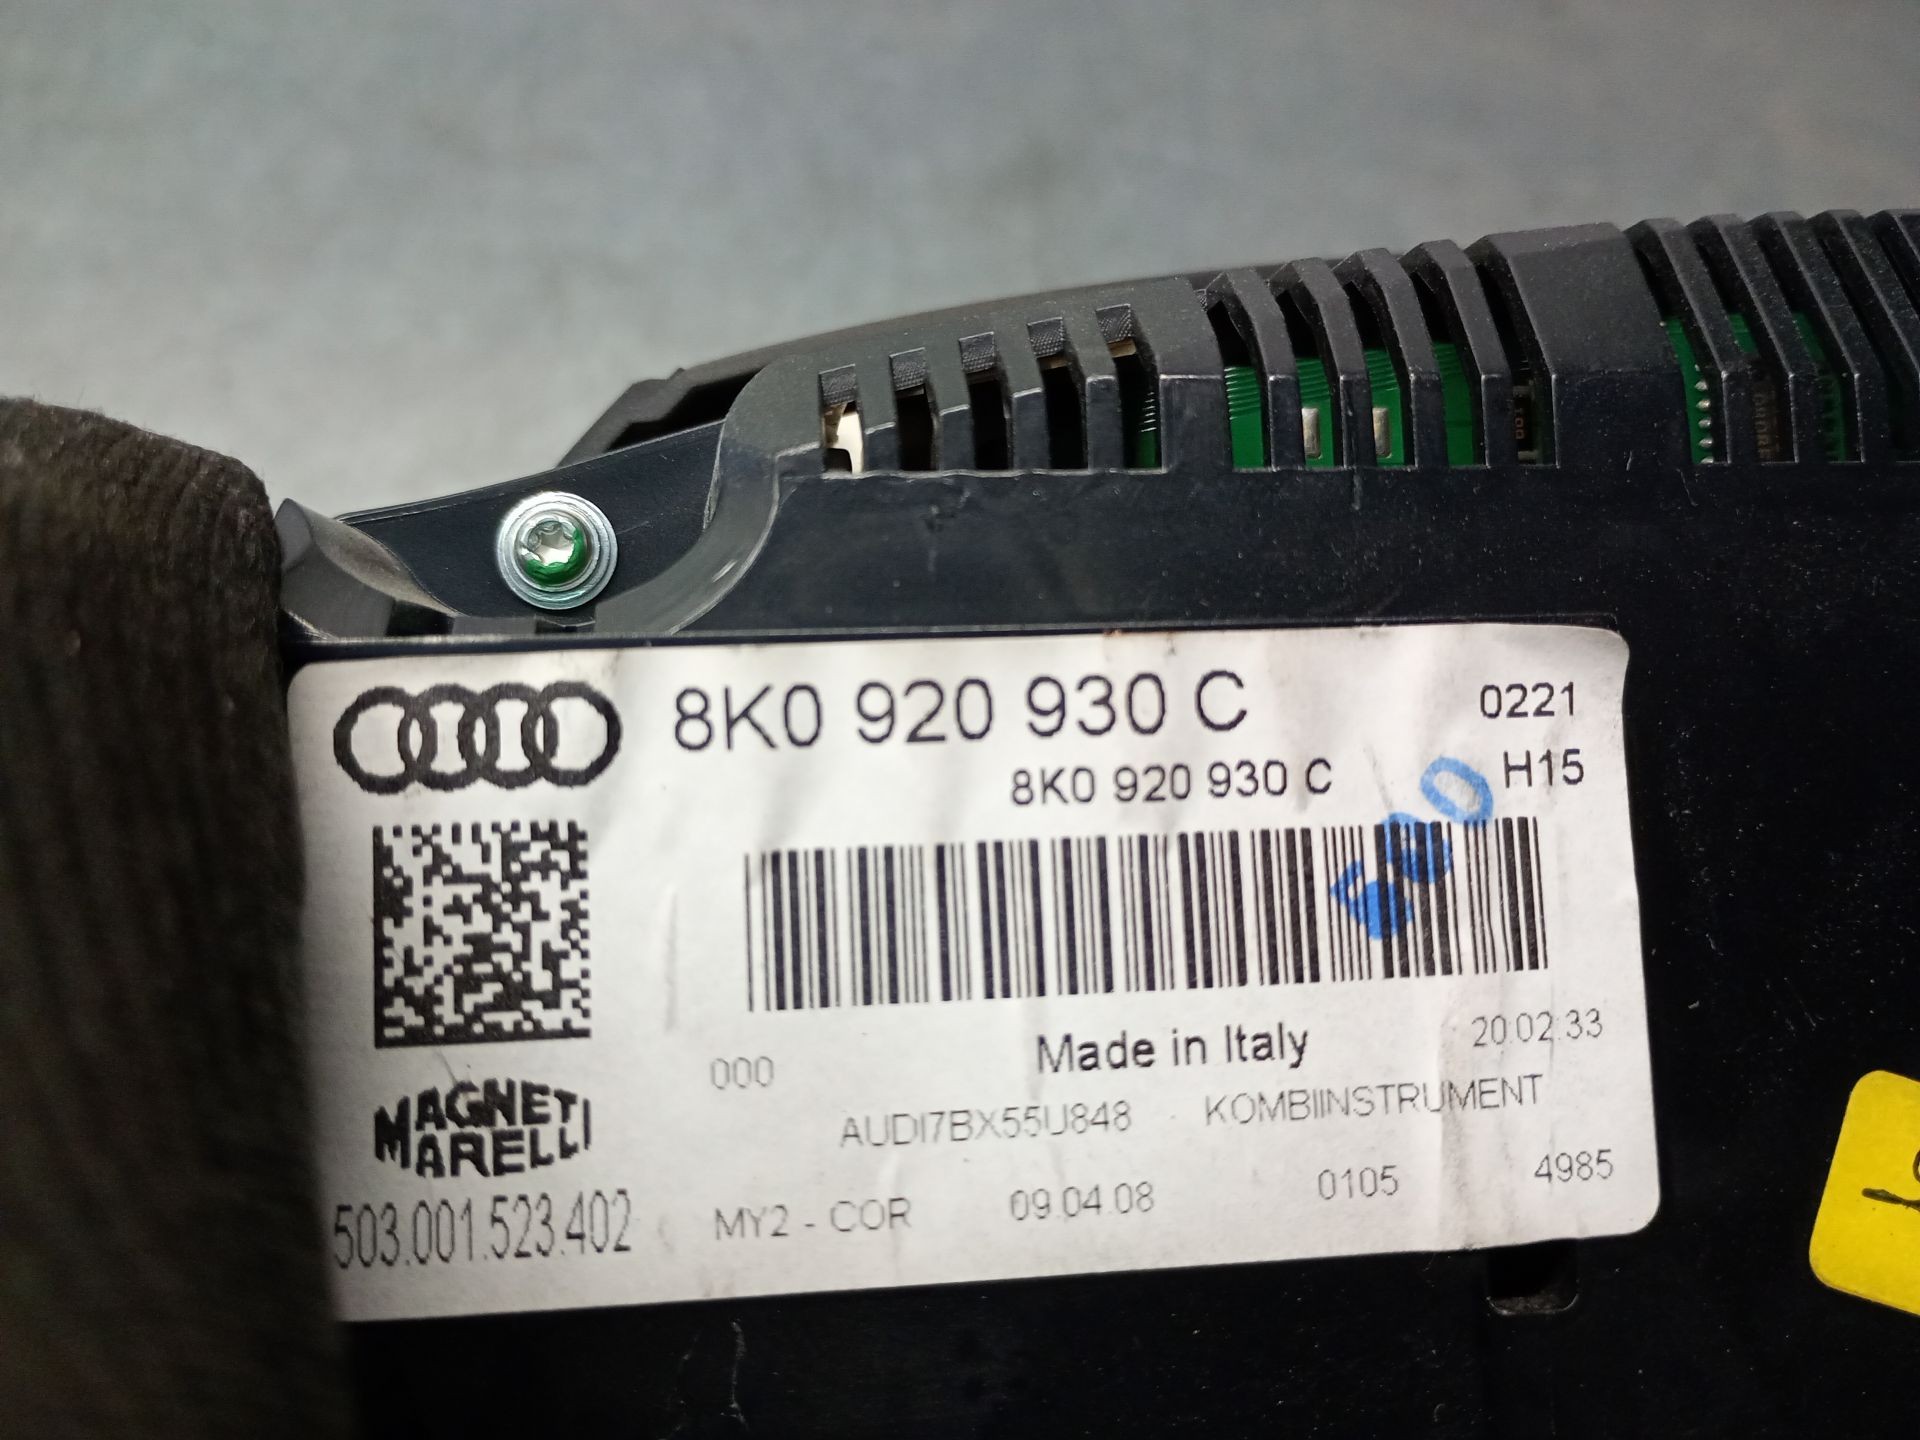 8K0 920 930 C
0221
8K0 920 930 C
H15
580
Made in Italy
20:02:33
000
AUDI7BX55U848
KOMBIINSTRUMENT
MAGNETI
MARELLI
503.001.523.402
MY2 - COR
09.04.08
0105
4985